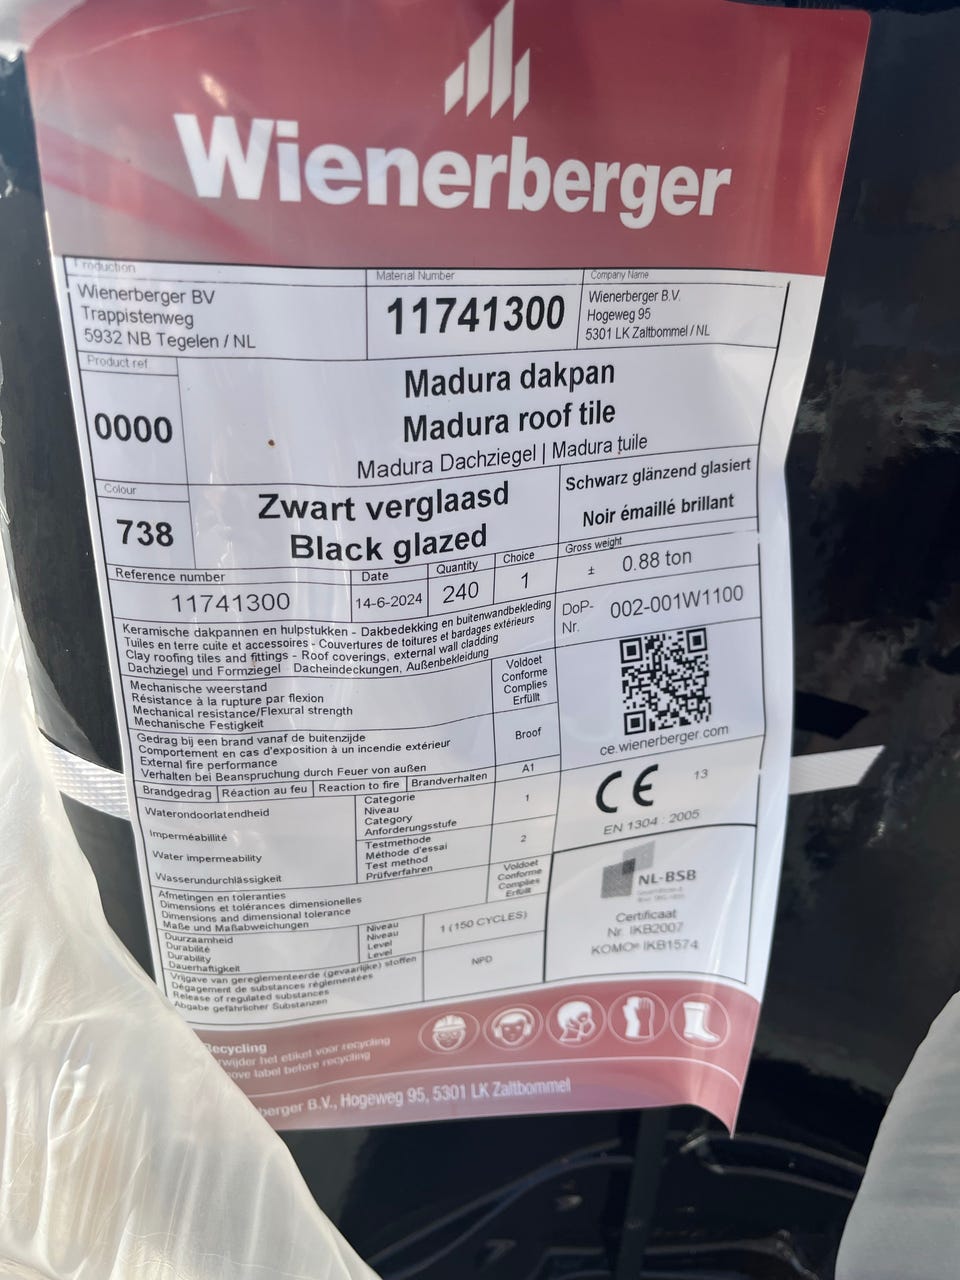 Wienerberger
Production
Wienerberger BV
Trappistenweg
5932 NB Tegelen / NL
Material Number
11741300
Company Name
Wienerberger B.V.
Hogeweg 95
5301 LK Zaltbommel / NL
Product ref
0000
Madura dakpan
Madura roof tile
Madura Dachziegel | Madura tuile
Colour
738
Zwart verglaasd
Black glazed
Schwarz glänzend glasiert
Noir émaillé brillant
Reference number
11741300
Date
14-6-2024
Quantity
240
Choice
1
Gross weight
± 0.88 ton
Keramische dakpannen en hulpstukken - Dakbedekking en buitenwandbekleding
Tuiles en terre cuite et accessoires - Couvertures de toitures et bardages extérieurs
Clay roofing tiles and fittings - Roof coverings, external wall cladding
Dachziegel und Formziegel - Dacheindeckungen, Außenbekleidung
DoP-
Nr.
002-001W1100
Mechanische weerstand
Résistance à la rupture par flexion
Mechanical resistance/Flexural strength
Mechanische Festigkeit
Voldoet
Conforme
Complies
Erfüllt
Gedrag bij een brand vanaf de buitenzijde
Comportement en cas d'exposition à un incendie extérieur
External fire performance
Verhalten bei Beanspruchung durch Feuer von außen
Broof
ce.wienerberger.com
Brandgedrag | Réaction au feu | Reaction to fire | Brandverhalten
A1
Waterondoorlatendheid
Imperméabilité
Water impermeability
Wasserundurchlässigkeit
Categorie
Niveau
Category
Anforderungsstufe
1
Testmethode
Méthode d'essai
Test method
Prüfverfahren
2
CE
13
EN 1304 : 2005
Afmetingen en toleranties
Dimensions et tolérances dimensionelles
Dimensions and dimensional tolerance
Maße und Maßabweichungen
Voldoet
Conforme
Complies
Erfüllt
Duurzaamheid
Durabilité
Durability
Dauerhaftigkeit
Niveau
Niveau
Level
Level
1 (150 CYCLES)
Vrijgave van gereglementeerde (gevaarlijke) stoffen
Dégagement de substances réglementées
Release of regulated substances
Abgabe gefährlicher Substanzen
NPD
NL-BSB
Certificaat
Nr. IKB2007
KOMO® IKB1574
Recycling
wijder het etiket voor recycling
ove label before recycling
berger B.V., Hogeweg 95, 5301 LK Zaltbommel